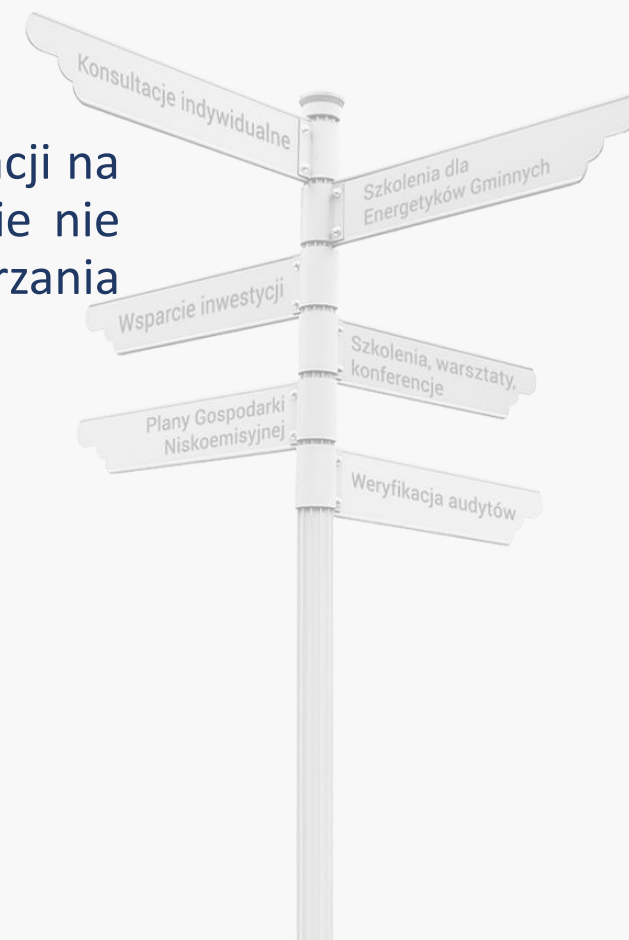 Konsultacje indywidualne
cji na
Szkolenia dla
Energetyków Gminnych
ie nie
rzania
Wsparcie inwestycji
Szkolenia, warsztaty,
konferencje
Plany Gospodarki
Niskoemisyjnej
Weryfikacja audytów